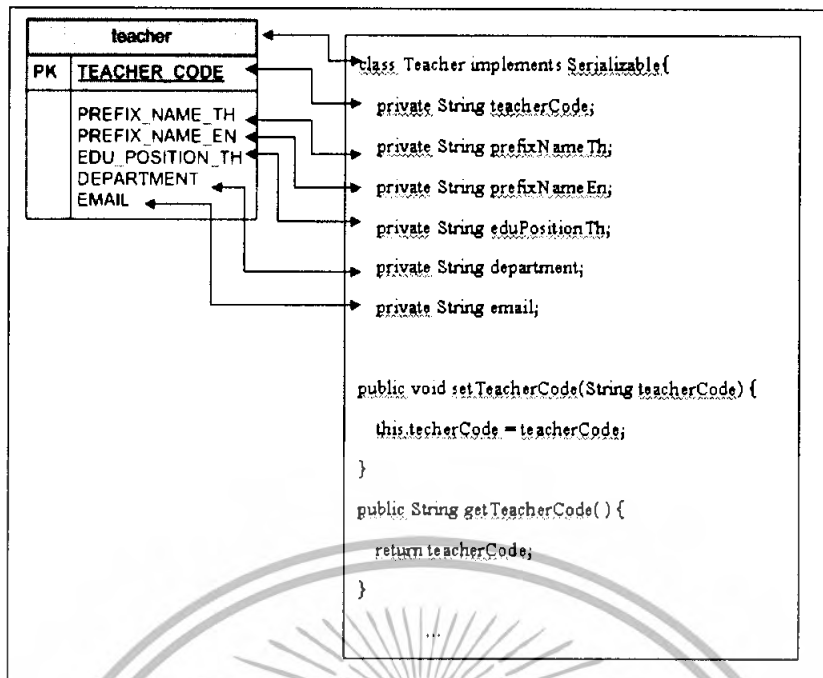 teacher
PK TEACHER_CODE
PREFIX_NAME_TH
PREFIX_NAME_EN
EDU_POSITION_TH
DEPARTMENT
EMAIL
class Teacher implements Serializable{
private String teacherCode;
private String prefixNameTh;
private String prefixNameEn;
private String eduPositionTh;
private String department;
private String email;
public void setTeacherCode(String teacherCode) {
this.techerCode = teacherCode;
}
public String getTeacherCode( ) {
return teacherCode;
}
...